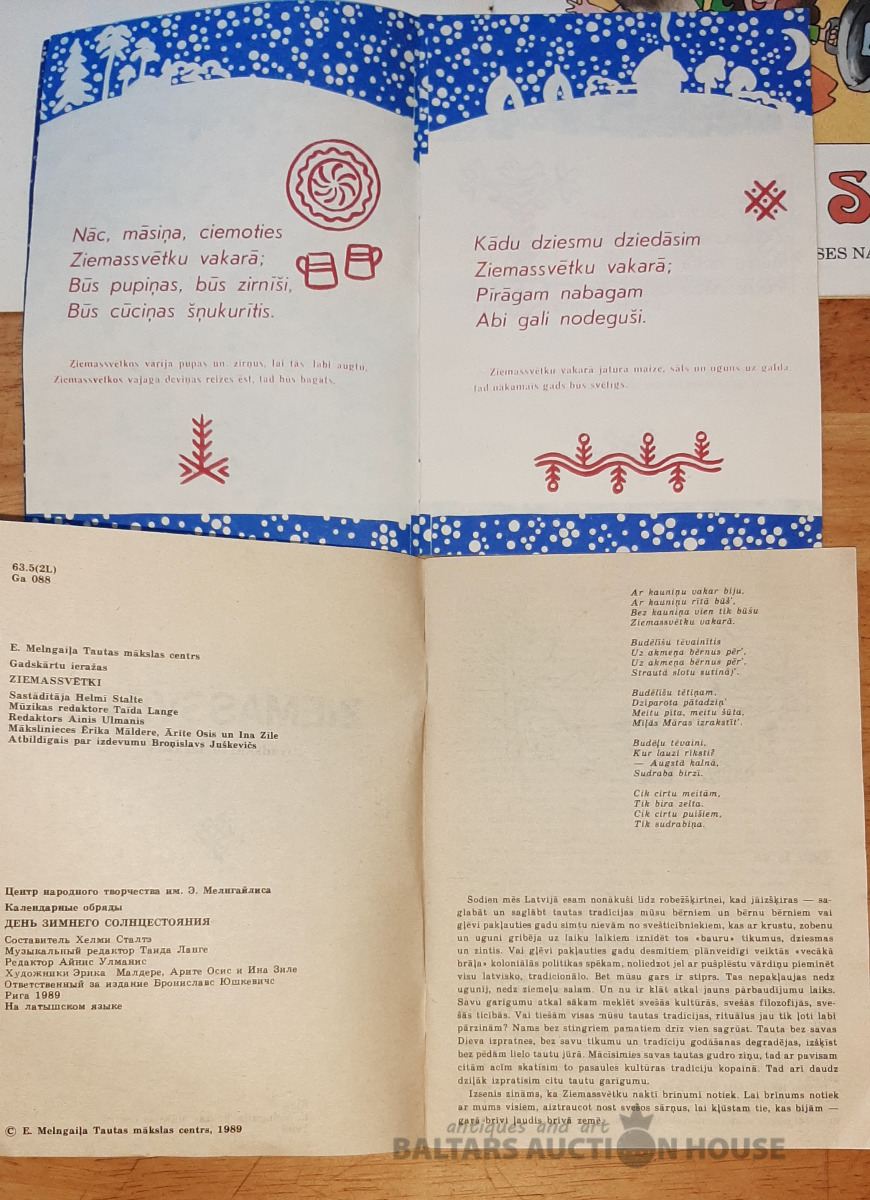 Nāc, māsiņa, ciemoties
Ziemassvētku vakarā;
Būs pupiņas, būs zirnīši,
Būs cūciņas šņukurītis.
Ziemassvētkos vārīja pupas un zirņus, lai tās labi augtu.
Ziemassvētkos vajaga deviņas reizes ēst, tad būs bagāts.
Kādu dziesmu dziedāsim
Ziemassvētku vakarā;
Pīrāgam nabagam
Abi gali nodeguši.
Ziemassvētku vakarā jātura maize, sāls un uguns uz galda,
tad nākamais gads būs svētīgs.
S
SES NA
63.5(2L)
Ga 088
E. Melngaiļa Tautas mākslas centrs
Gadskārtu ieražas
ZIEMASSVĒTKI
Sastādītāja Helmī Stalte
Mūzikas redaktore Taida Lange
Redaktors Ainis Ulmanis
Mākslinieces Ērika Māldere, Ārīte Osis un Ina Zile
Atbildīgais par izdevumu Broņislavs Juškevičs
Центр народного творчества им. Э. Мелнгайлиса
Календарные обряды
ДЕНЬ ЗИМНЕГО СОЛНЦЕСТОЯНИЯ
Составитель Хелми Сталтэ
Музыкальный редактор Таида Ланге
Редактор Айнис Улманис
Художники Эрика Малдере, Арите Осис и Ина Зиле
Ответственный за издание Брониславс Юшкевичс
Рига 1989
На латышском языке
© E. Melngaiļa Tautas mākslas centrs, 1989
Ar kauniņu vakar biju,
Ar kauniņu rītā būš',
Bez kauniņa vien tik būšu
Ziemassvētku vakarā.
Budēlīšu tēvainītis
Uz akmeņa bērnus pēr',
Uz akmeņa bērnus pēr',
Strautā slotu sutināj'.
Budēlīšu tētiņam,
Dzīparota pātadziņ'
Meitu pīta, meitu šūta,
Mīļās Māras izrakstīt'.
Budēļu tēvaini,
Kur lauzi rīksti?
— Augstā kalnā,
Sudraba birzī.
Cik cirtu meitām,
Tik bira zelta.
Cik cirtu puišiem,
Tik sudrabiņa.
Šodien mēs Latvijā esam nonākuši līdz robežšķirtnei, kad jāizšķiras — sa-
glabāt un saglābt tautas tradīcijas mūsu bērniem un bērnu bērniem vai
gļēvi pakļauties gadu simtu nievām no svešticībniekiem, kas ar krustu, zobenu
un uguni gribēja uz laiku laikiem iznīdēt tos «bauru» tikumus, dziesmas
un zintis. Vai gļēvi pakļauties gadu desmitiem plānveidīgi veiktās «vecākā
brāļa» koloniālās politikas spēkam, noliedzot jel ar pušplēstu vārdiņu pieminēt
visu latvisko, tradicionālo. Bet mūsu gars ir stiprs. Tas nepakļaujas nedz
ugunij, nedz ziemeļu salam. Un nu ir klāt atkal jauns pārbaudījumu laiks.
Savu garīgumu atkal sākam meklēt svešās kultūrās, svešās filozofijās, sve-
šās ticībās. Vai tiešām visas mūsu tautas tradīcijas, rituālus jau tik ļoti labi
pārzinām? Nams bez stingriem pamatiem drīz vien sagrūst. Tauta bez savas
Dieva izpratnes, bez savu tikumu un tradīciju godāšanas degradējas, izšķīst
bez pēdām lielo tautu jūrā. Mācīsimies savas tautas gudro ziņu, tad ar pavisam
citām acīm skatīsim to pasaules kultūras tradīciju kopainā. Tad arī daudz
dziļāk izpratīsim citu tautu garīgumu.
Izsenis zināms, ka Ziemassvētku naktī brīnumi notiek. Lai brīnums notiek
ar mums visiem, aiztraucot nost svešos sārņus, lai kļūstam tie, kas bijām —
garā brīvi ļaudis brīvā zemē.
antiques and art
BALTARS AUCTION HOUSE